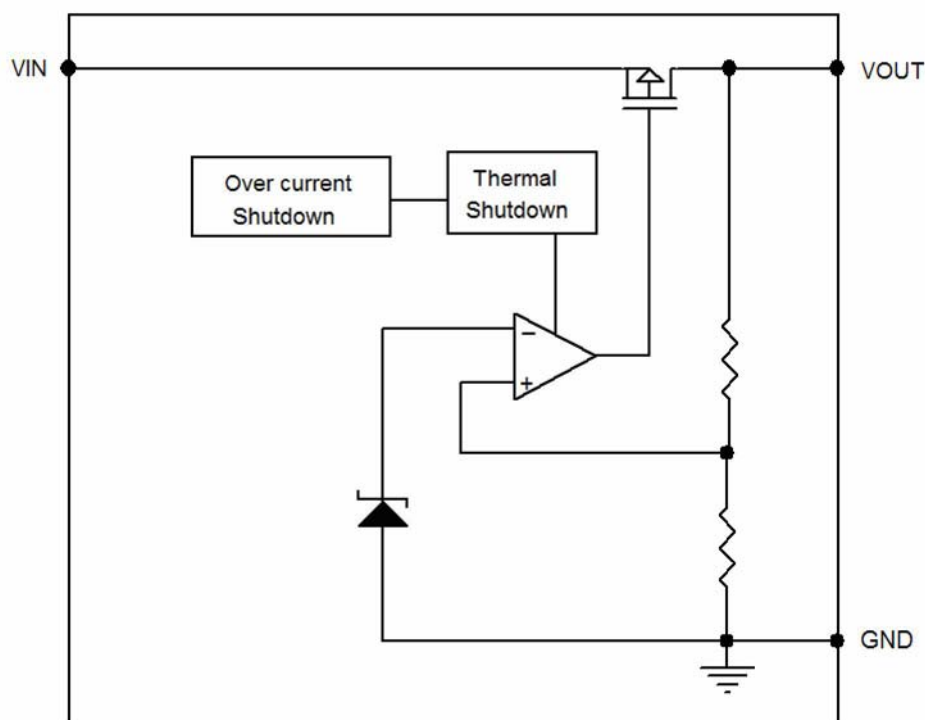 VIN
VOUT
Over current
Shutdown
Thermal
Shutdown
−
+
GND